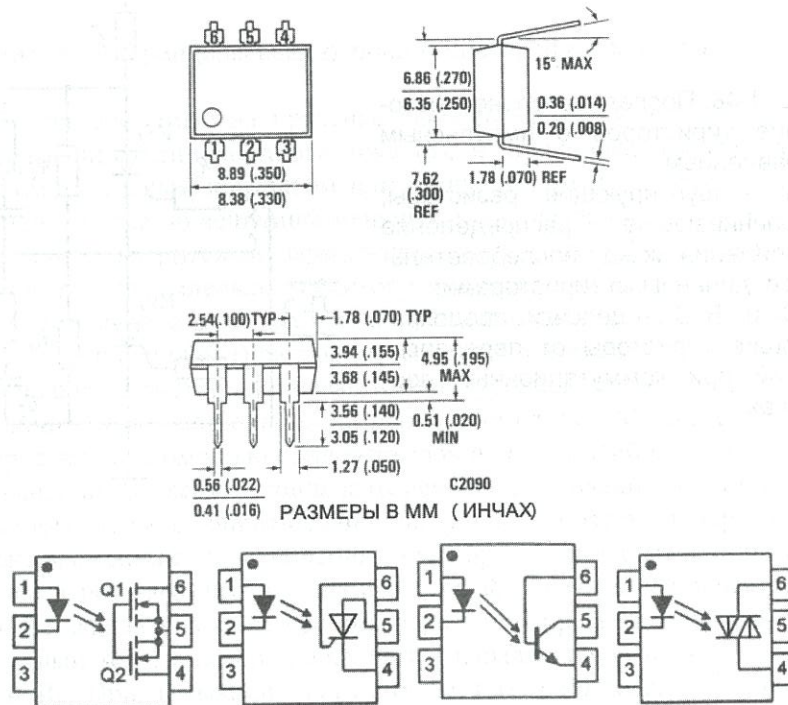 6 5 4
1 2 3
8.89 (.350)
8.38 (.330)
6.86 (.270)
6.35 (.250)
15° MAX
0.36 (.014)
0.20 (.008)
7.62
(.300)
REF
1.78 (.070) REF
2.54(.100)TYP
1.78 (.070) TYP
3.94 (.155)
3.68 (.145)
4.95 (.195)
MAX
3.56 (.140)
3.05 (.120)
0.51 (.020)
MIN
1.27 (.050)
0.56 (.022)
0.41 (.016)
C2090
РАЗМЕРЫ В ММ ( ИНЧАХ)
1 2 3 Q1 Q2 6 5 4
1 2 3 6 5 4
1 2 3 6 5 4
1 2 3 6 5 4